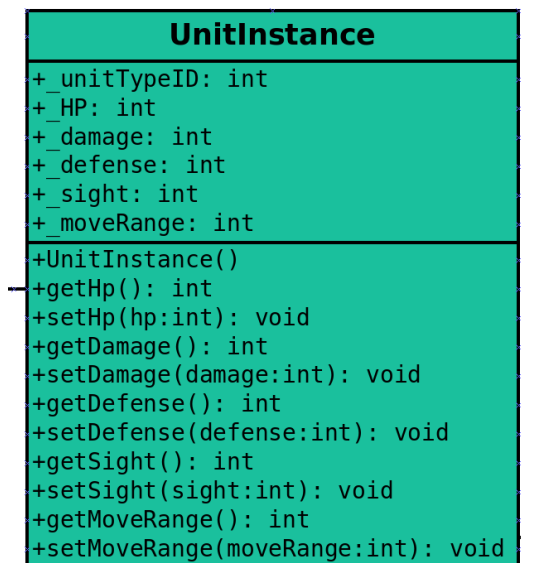 UnitInstance
+_unitTypeID: int
+_HP: int
+_damage: int
+_defense: int
+_sight: int
+_moveRange: int
+UnitInstance()
+getHp(): int
+setHp(hp:int): void
+getDamage(): int
+setDamage(damage:int): void
+getDefense(): int
+setDefense(defense:int): void
+getSight(): int
+setSight(sight:int): void
+getMoveRange(): int
+setMoveRange(moveRange:int): void